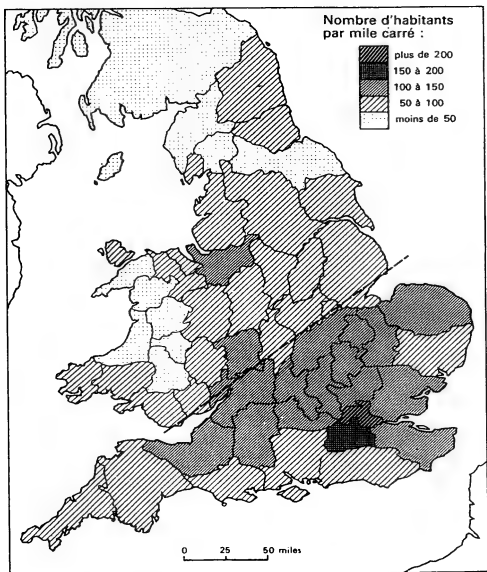 Nombre d'habitants
par mile carré :
plus de 200
150 à 200
100 à 150
50 à 100
moins de 50
0 25 50 miles